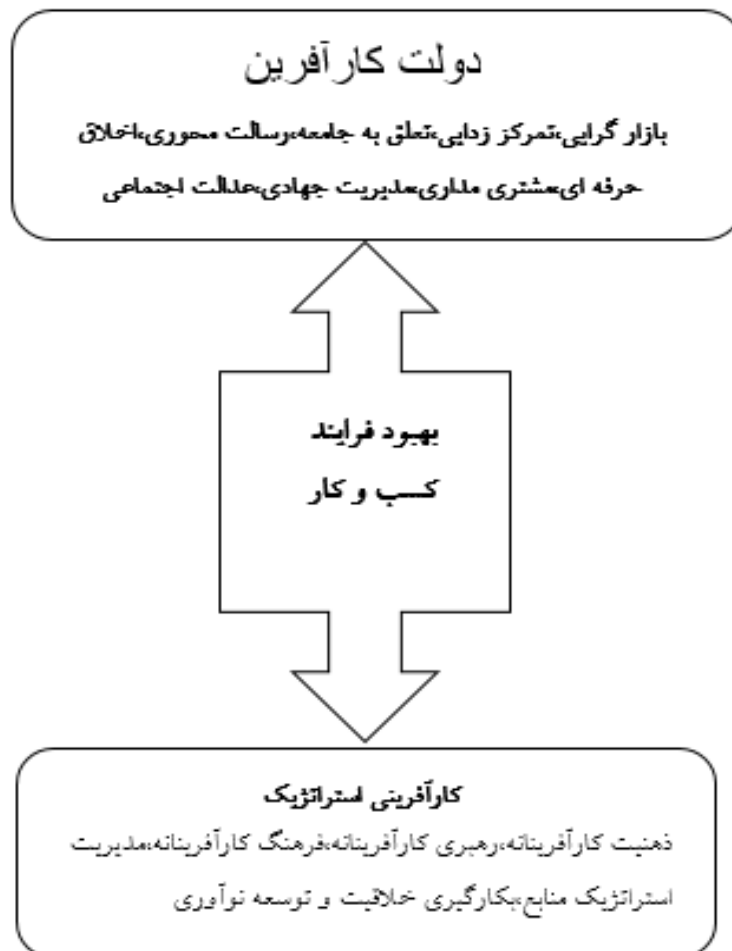 دولت کارآفرین
بازار گرایی،تمرکز زدایی،تعلق به جامعه،رسالت محوری،اخلاق
حرفه ای،مشتری مداری،مدیریت جهادی،عدالت اجتماعی
بهبود فرایند
کسب و کار
کارآفرینی استراتژیک
ذهنیت کارآفرینانه،رهبری کارآفرینانه،فرهنگ کارآفرینانه،مدیریت
استراتژیک منابع،بکارگیری خلاقیت و توسعه نوآوری